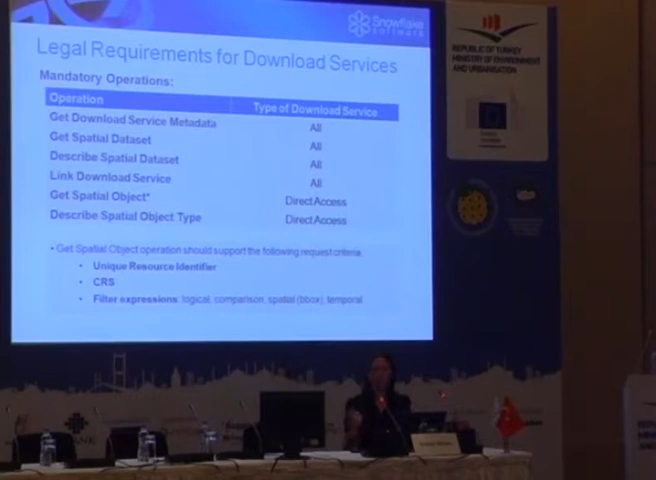 Snowflake
software
Legal Requirements for Download Services
Mandatory Operations:
Operation Type of Download Service
Get Download Service Metadata All
Get Spatial Dataset All
Describe Spatial Dataset All
Link Download Service All
Get Spatial Object* Direct Access
Describe Spatial Object Type Direct Access
• Get Spatial Object operation should support the following request criteria:
• Unique Resource Identifier
• CRS
• Filter expressions: logical, comparison, spatial (bbox), temporal
REPUBLIC OF TURKEY
MINISTRY OF ENVIRONMENT
AND URBANISATION